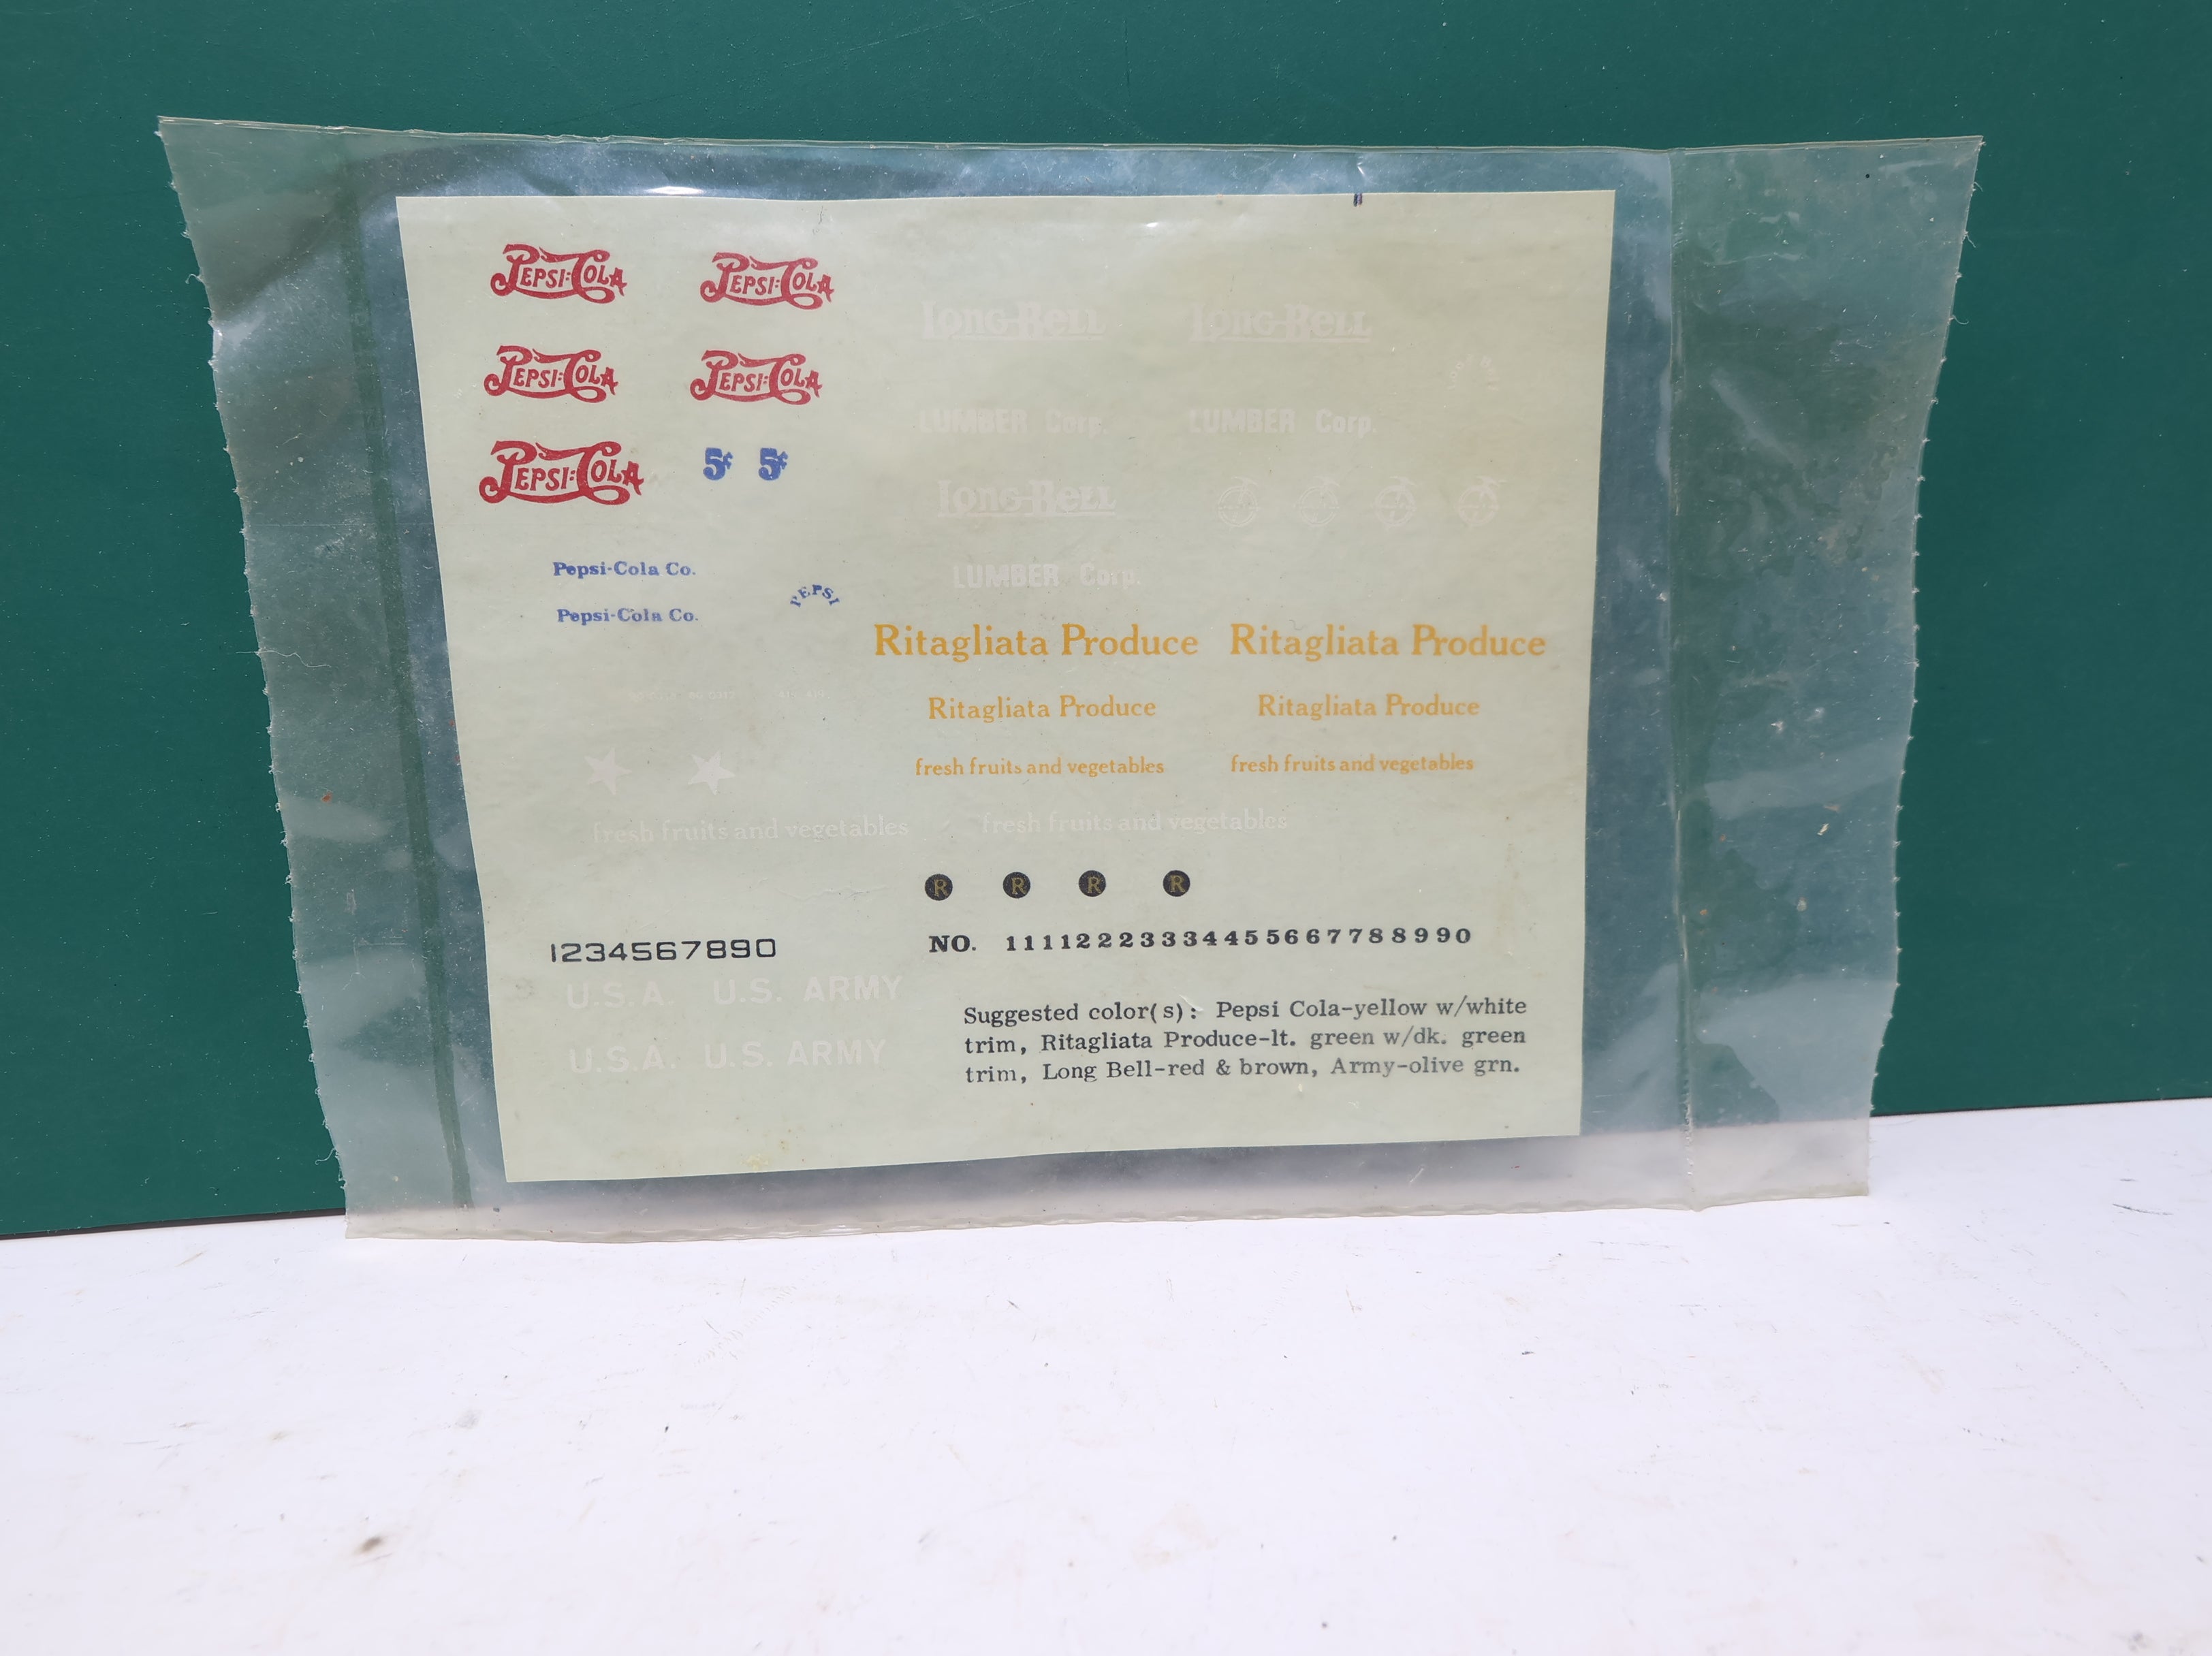 PEPSI:COLA PEPSI:COLA
PEPSI:COLA PEPSI:COLA
PEPSI:COLA 5¢ 5¢
Pepsi-Cola Co.
Pepsi-Cola Co.
PEPSI
Long-Bell Long-Bell
LUMBER Corp. LUMBER Corp.
Long-Bell
LUMBER Corp.
Ritagliata Produce Ritagliata Produce
Ritagliata Produce Ritagliata Produce
fresh fruits and vegetables fresh fruits and vegetables
fresh fruits and vegetables fresh fruits and vegetables
R R R R
1234567890
NO. 11112223334455667788990
U.S.A. U.S. ARMY
U.S.A. U.S. ARMY
Suggested color(s): Pepsi Cola-yellow w/white
trim, Ritagliata Produce-lt. green w/dk. green
trim, Long Bell-red & brown, Army-olive grn.